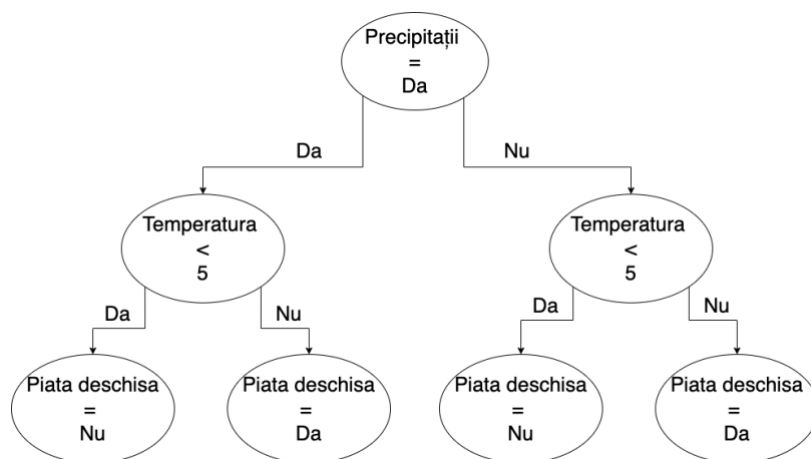 Precipitații
=
Da
Da
Nu
Temperatura
<
5
Temperatura
<
5
Da
Nu
Da
Nu
Piata deschisa
=
Nu
Piata deschisa
=
Da
Piata deschisa
=
Nu
Piata deschisa
=
Da